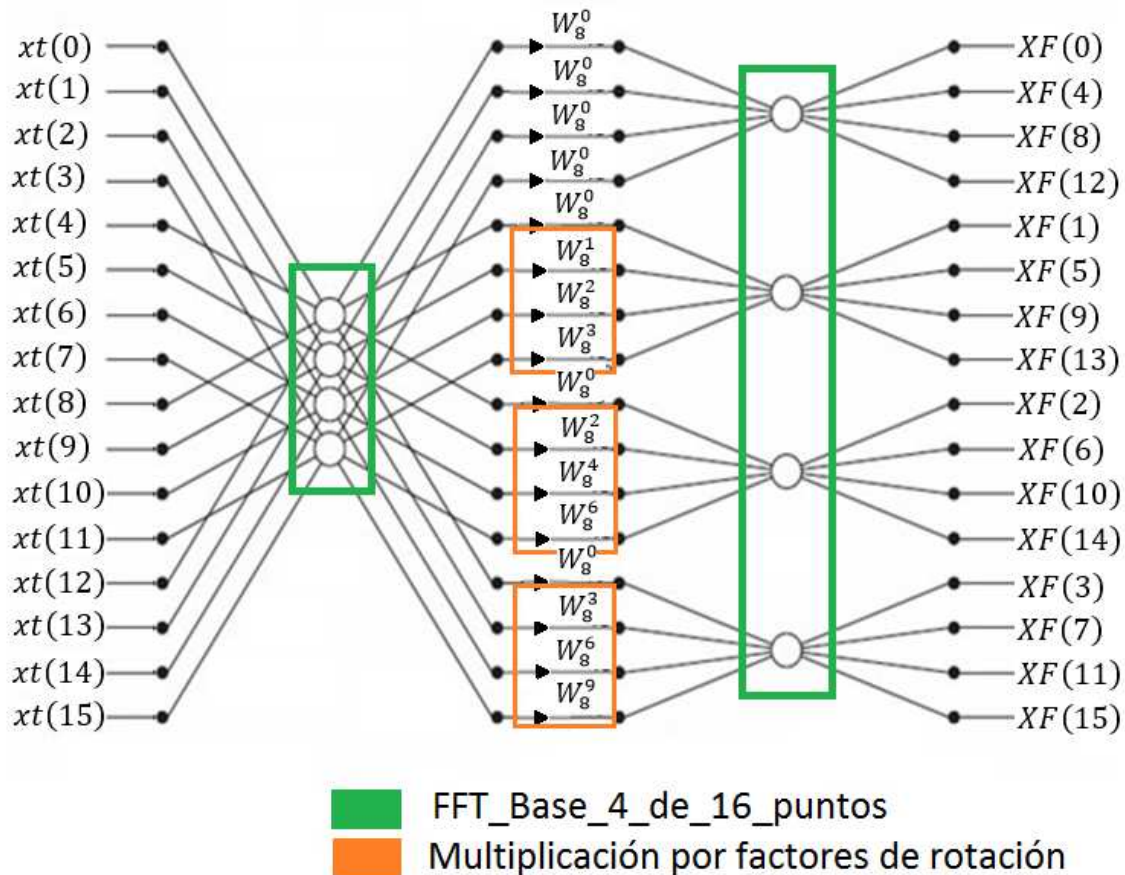 xt(0)
xt(1)
xt(2)
xt(3)
xt(4)
xt(5)
xt(6)
xt(7)
xt(8)
xt(9)
xt(10)
xt(11)
xt(12)
xt(13)
xt(14)
xt(15)
W_8^0
W_8^0
W_8^0
W_8^0
W_8^0
W_8^1
W_8^2
W_8^3
W_8^0
W_8^2
W_8^4
W_8^6
W_8^0
W_8^3
W_8^6
W_8^9
XF(0)
XF(4)
XF(8)
XF(12)
XF(1)
XF(5)
XF(9)
XF(13)
XF(2)
XF(6)
XF(10)
XF(14)
XF(3)
XF(7)
XF(11)
XF(15)
FFT_Base_4_de_16_puntos
Multiplicación por factores de rotación